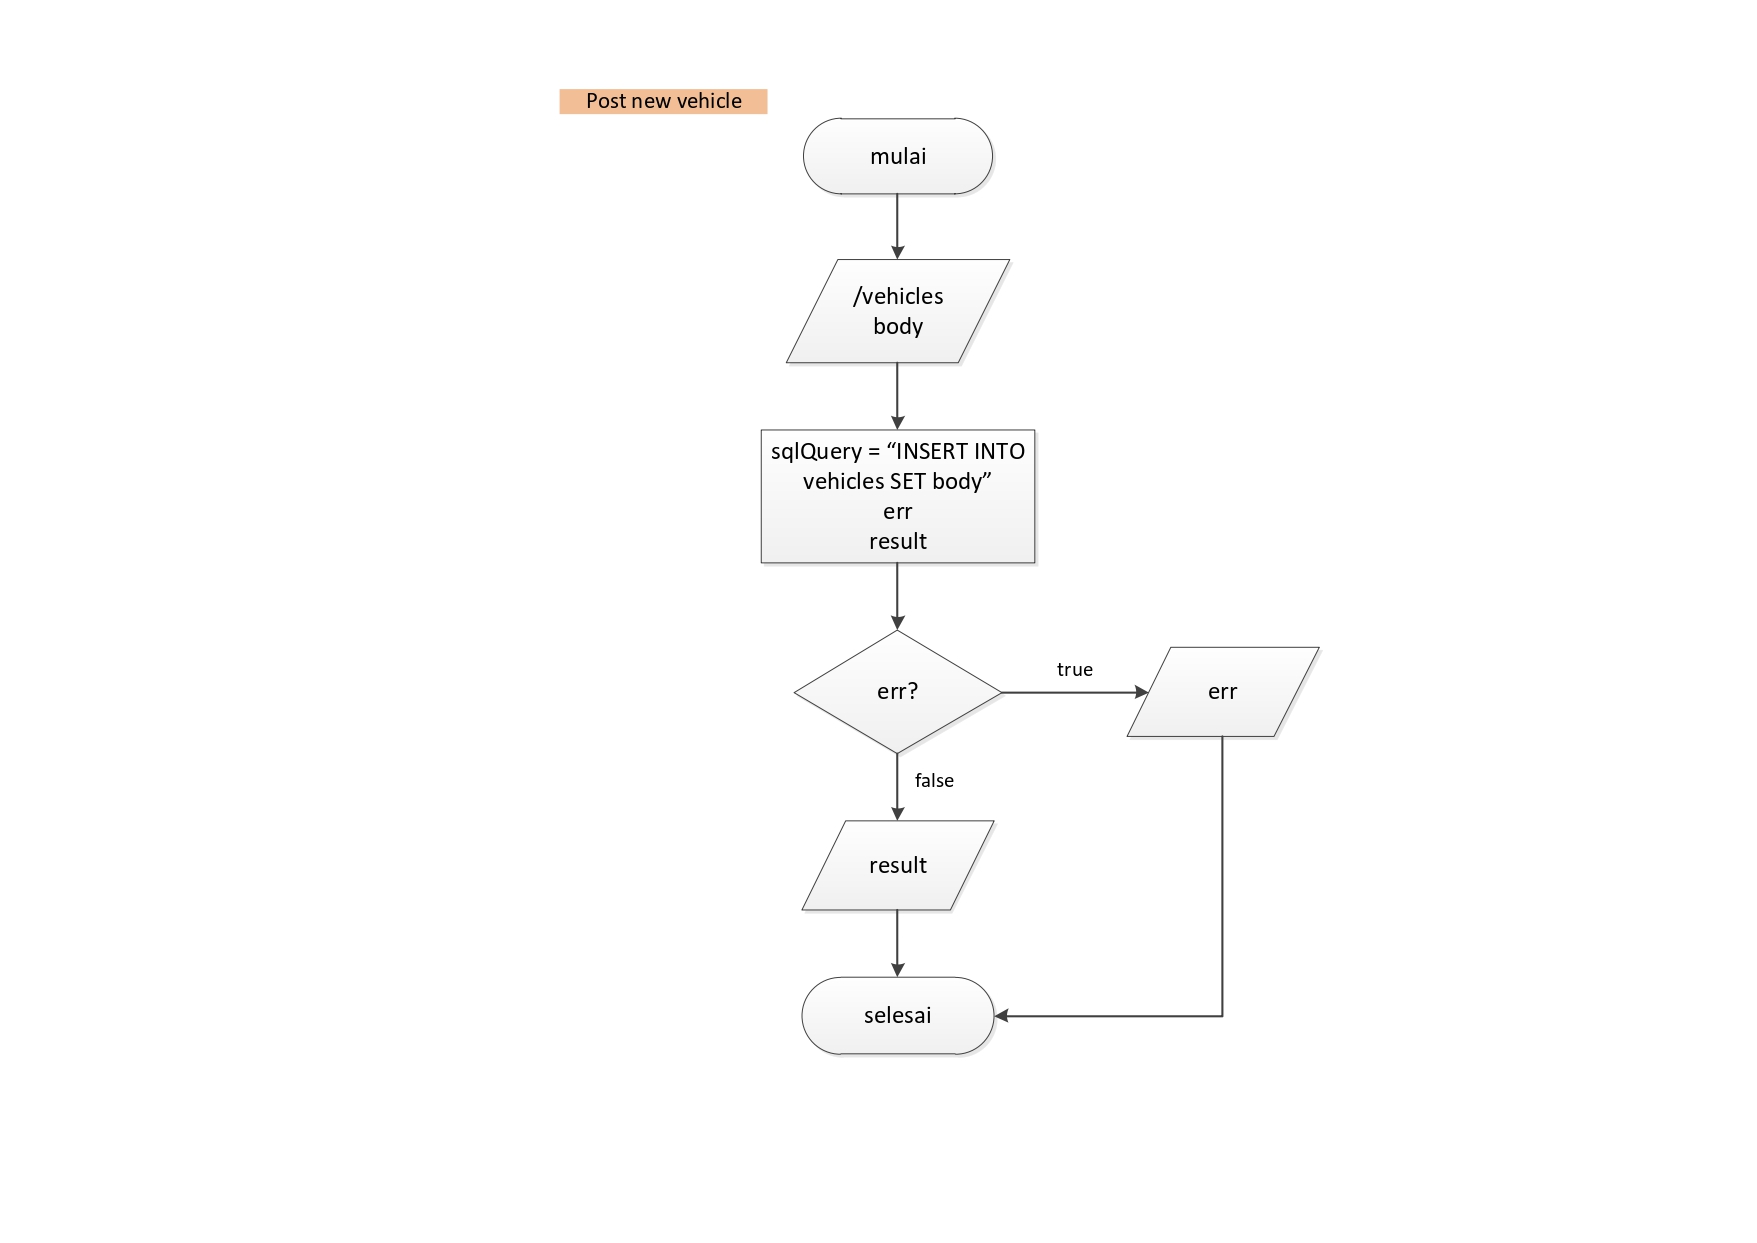 Post new vehicle
mulai
/vehicles
body
sqlQuery = “INSERT INTO
vehicles SET body”
err
result
err?
true
err
false
result
selesai